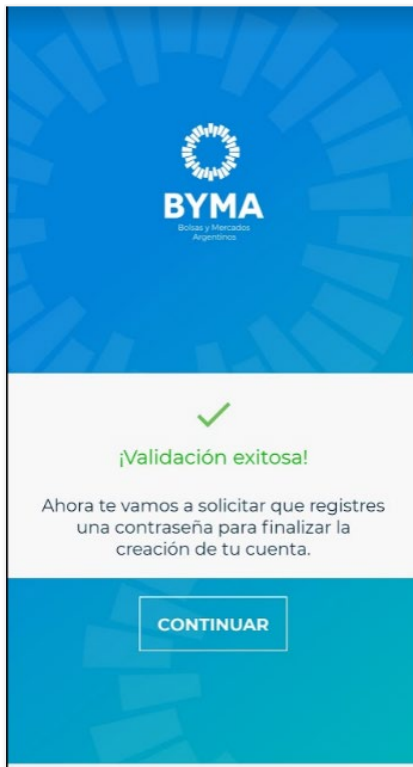 BYMA
Bolsas y Mercados
Argentinos
¡Validación exitosa!
Ahora te vamos a solicitar que registres
una contraseña para finalizar la
creación de tu cuenta.
CONTINUAR